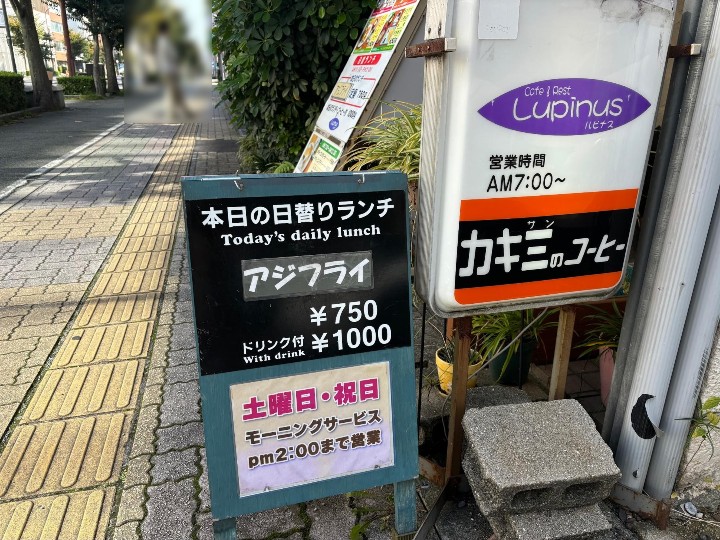 本日の日替りランチ
Today's daily lunch
アジフライ
¥750
ドリンク付 ¥1000
With drink
土曜日・祝日
モーニングサービス
pm2:00まで営業
Cafe & Rest
Lupinus
ルピナス
営業時間
AM7:00~
サン
カキ三のコーヒー